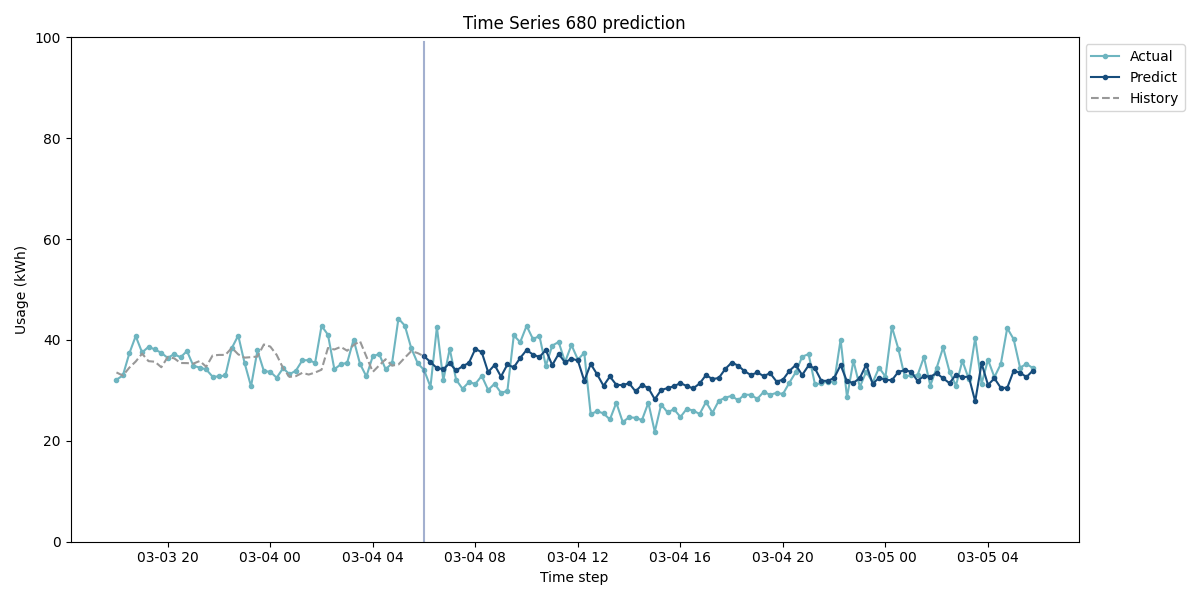 Time Series 680 prediction
100
80
60
40
20
0
Usage (kWh)
03-03 20
03-04 00
03-04 04
03-04 08
03-04 12
03-04 16
03-04 20
03-05 00
03-05 04
Time step
Actual
Predict
History